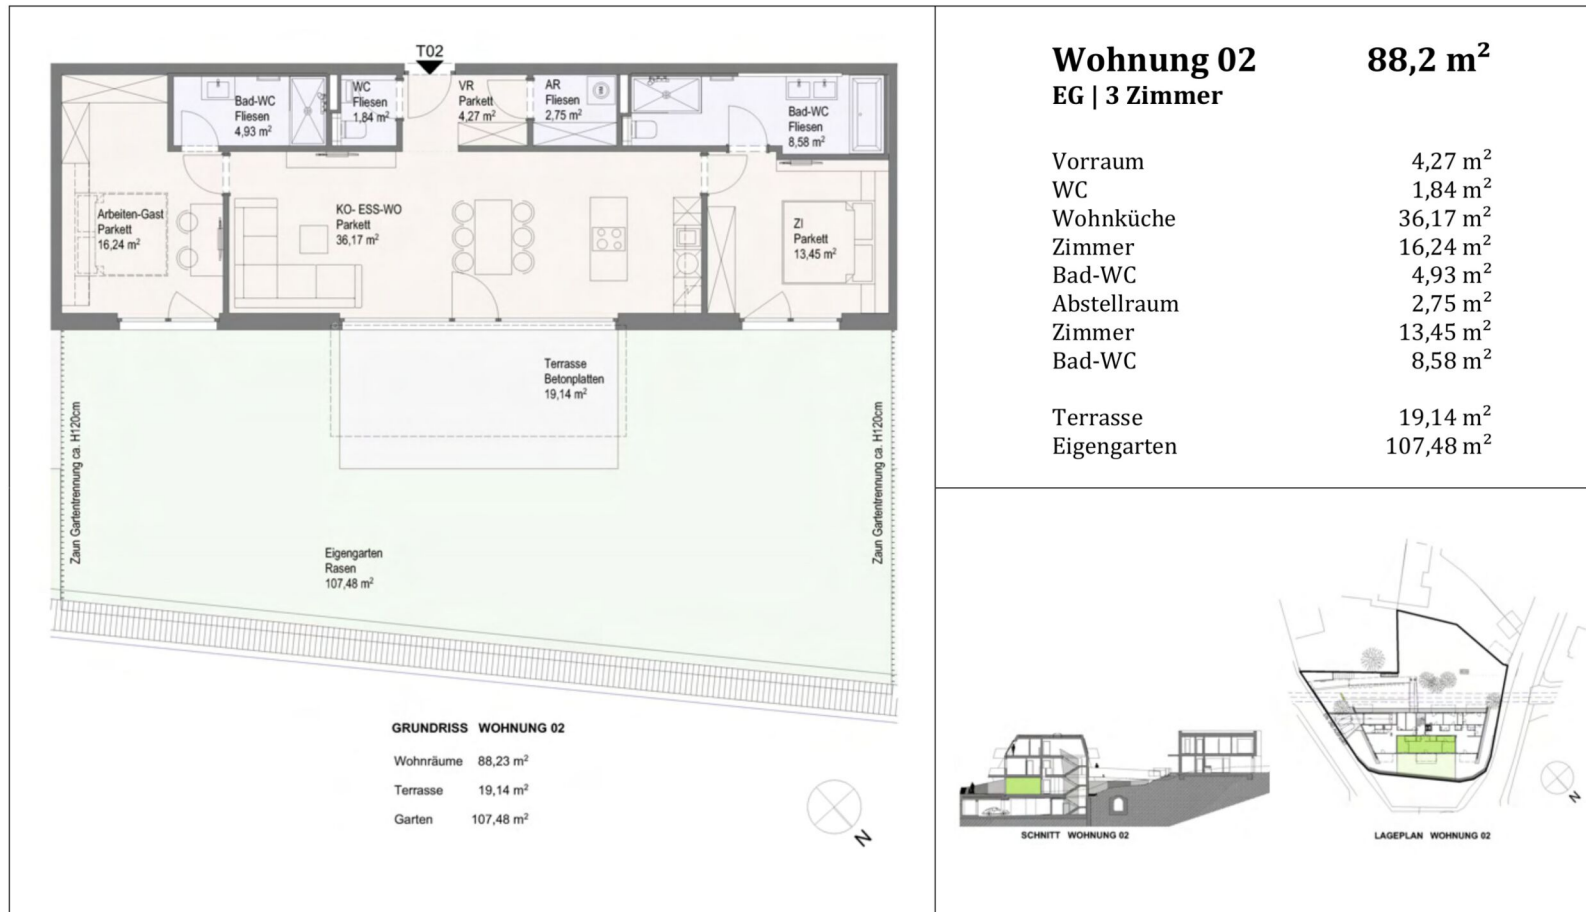 T02
Bad-WC
Fliesen
4,93 m²
WC
Fliesen
1,84 m²
VR
Parkett
4,27 m²
AR
Fliesen
2,75 m²
Bad-WC
Fliesen
8,58 m²
Arbeiten-Gast
Parkett
16,24 m²
KO- ESS-WO
Parkett
36,17 m²
ZI
Parkett
13,45 m²
Terrasse
Betonplatten
19,14 m²
Zaun Gartentrennung ca. H120cm
Zaun Gartentrennung ca. H120cm
Eigengarten
Rasen
107,48 m²
GRUNDRISS WOHNUNG 02
Wohnräume 88,23 m²
Terrasse 19,14 m²
Garten 107,48 m²
N
Wohnung 02 88,2 m²
EG | 3 Zimmer
Vorraum 4,27 m²
WC 1,84 m²
Wohnküche 36,17 m²
Zimmer 16,24 m²
Bad-WC 4,93 m²
Abstellraum 2,75 m²
Zimmer 13,45 m²
Bad-WC 8,58 m²
Terrasse 19,14 m²
Eigengarten 107,48 m²
SCHNITT WOHNUNG 02
LAGEPLAN WOHNUNG 02
N